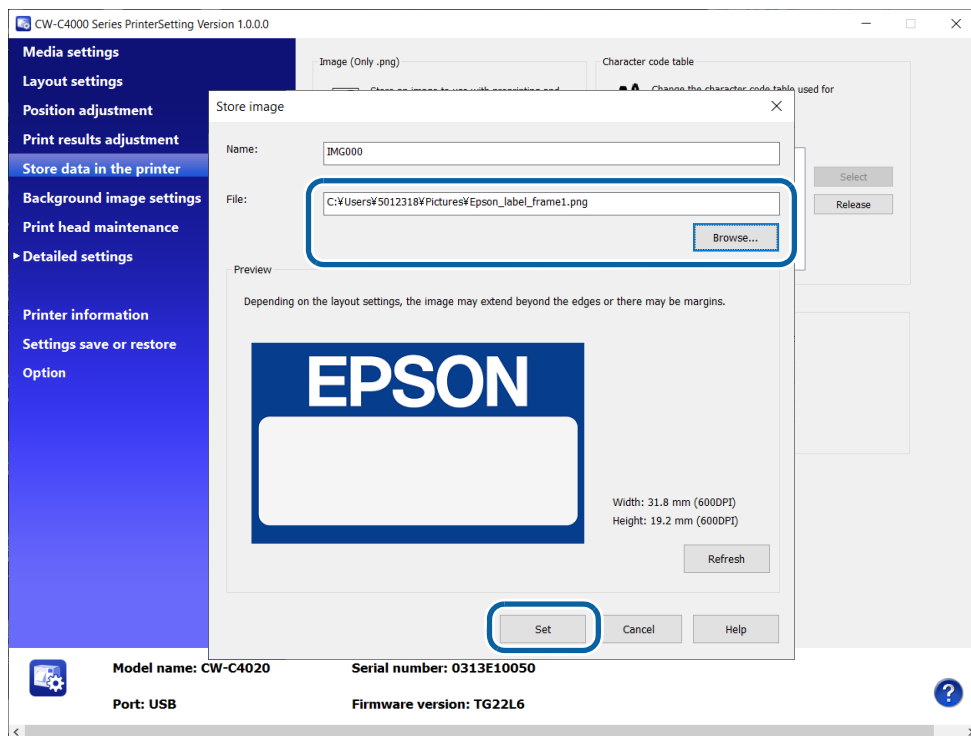 CW-C4000 Series PrinterSetting Version 1.0.0.0
Media settings
Layout settings
Position adjustment
Print results adjustment
Store data in the printer
Background image settings
Print head maintenance
Detailed settings
Printer information
Settings save or restore
Option
Image (Only .png)
Character code table
Change the character code table used for
Select
Release
Store image
Name:
IMG000
File:
C:¥Users¥5012318¥Pictures¥Epson_label_frame1.png
Browse...
Preview
Depending on the layout settings, the image may extend beyond the edges or there may be margins.
EPSON
Width: 31.8 mm (600DPI)
Height: 19.2 mm (600DPI)
Refresh
Set
Cancel
Help
Model name: CW-C4020
Serial number: 0313E10050
Port: USB
Firmware version: TG22L6
?